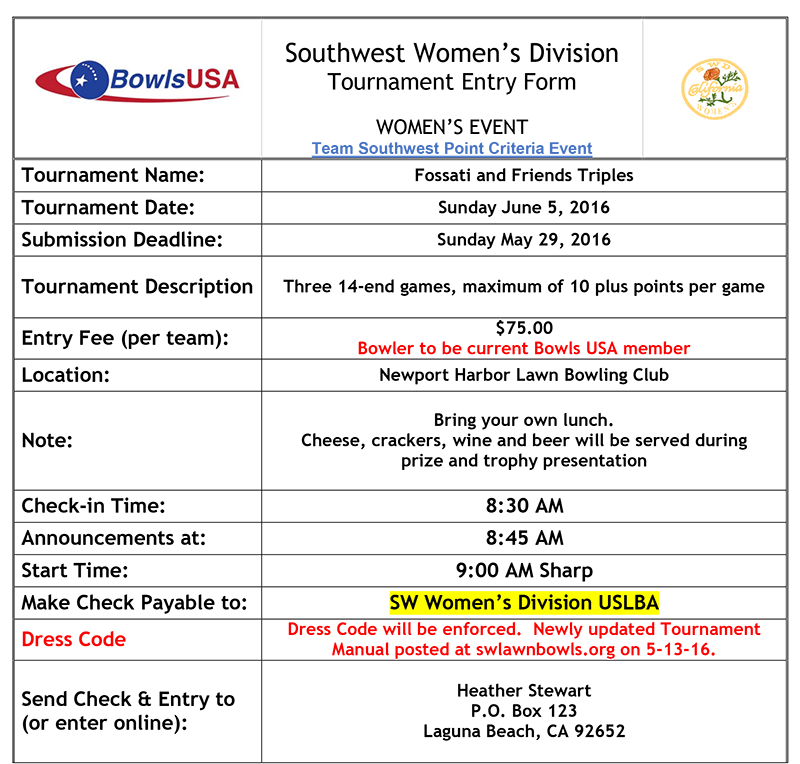 BowlsUSA
Southwest Women's Division
Tournament Entry Form
WOMEN'S EVENT
Team Southwest Point Criteria Event
SWDW
California
WOMEN'S
Tournament Name:
Fossati and Friends Triples
Tournament Date:
Sunday June 5, 2016
Submission Deadline:
Sunday May 29, 2016
Tournament Description
Three 14-end games, maximum of 10 plus points per game
Entry Fee (per team):
$75.00
Bowler to be current Bowls USA member
Location:
Newport Harbor Lawn Bowling Club
Note:
Bring your own lunch.
Cheese, crackers, wine and beer will be served during
prize and trophy presentation
Check-in Time:
8:30 AM
Announcements at:
8:45 AM
Start Time:
9:00 AM Sharp
Make Check Payable to:
SW Women's Division USLBA
Dress Code
Dress Code will be enforced.  Newly updated Tournament
Manual posted at swlawnbowls.org on 5-13-16.
Send Check & Entry to
(or enter online):
Heather Stewart
P.O. Box 123
Laguna Beach, CA 92652